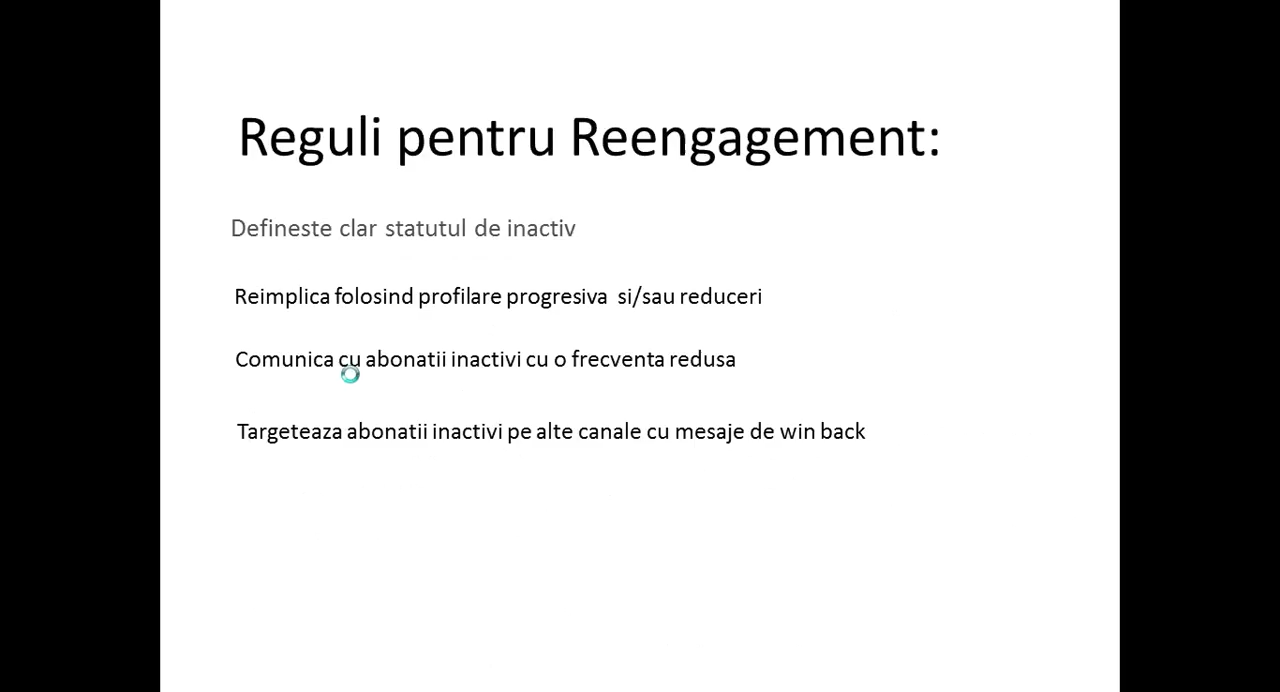 Reguli pentru Reengagement:
Defineste clar statutul de inactiv
Reimplica folosind profilare progresiva si/sau reduceri
Comunica cu abonatii inactivi cu o frecventa redusa
Targeteaza abonatii inactivi pe alte canale cu mesaje de win back